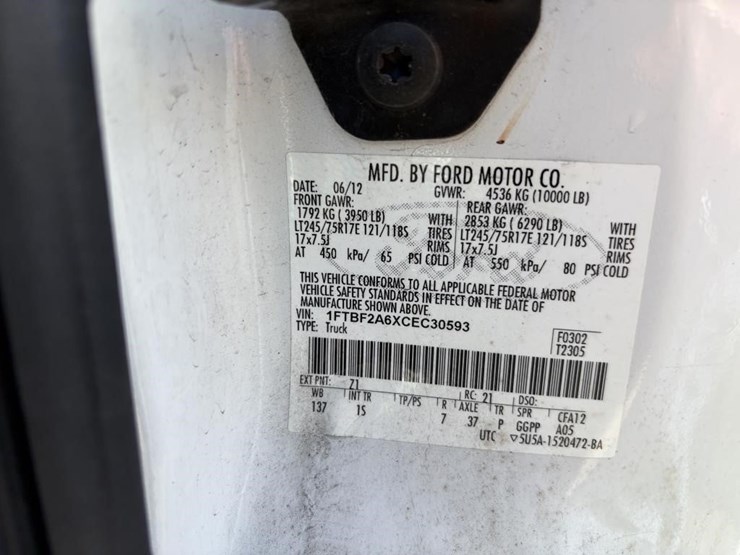 MFD. BY FORD MOTOR CO.
DATE: 06/12 GVWR: 4536 KG (10000 LB)
FRONT GAWR: REAR GAWR:
1792 KG ( 3950 LB) WITH 2853 KG ( 6290 LB) WITH
LT245/75R17E 121/118S TIRES LT245/75R17E 121/118S TIRES
17x7.5J RIMS 17x7.5J RIMS
AT 450 kPa/ 65 PSI COLD AT 550 kPa/ 80 PSI COLD
THIS VEHICLE CONFORMS TO ALL APPLICABLE FEDERAL MOTOR
VEHICLE SAFETY STANDARDS IN EFFECT ON THE DATE OF
MANUFACTURE SHOWN ABOVE.
VIN: 1FTBF2A6XCEC30593 F0302
TYPE: Truck T2305
EXT PNT: Z1 RC: 21 DSO:
WB INT TR TP/PS R AXLE TR SPR CFA12
137 1S 7 37 P GGPP A05
UTC ▽5U5A-1520472-BA